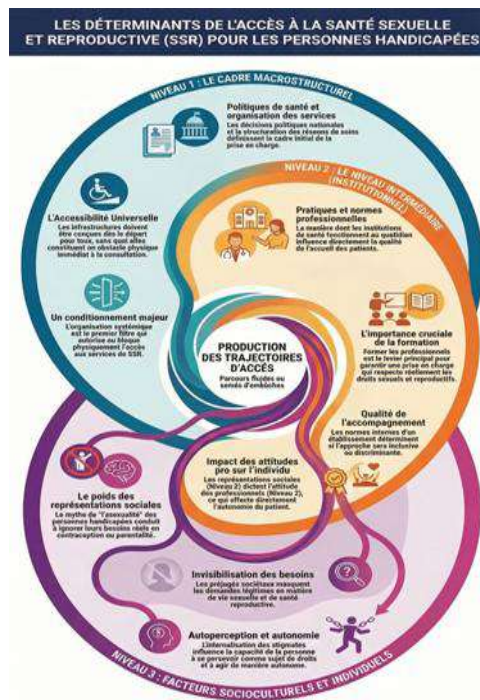 LES DÉTERMINANTS DE L'ACCÈS À LA SANTÉ SEXUELLE
ET REPRODUCTIVE (SSR) POUR LES PERSONNES HANDICAPÉES
NIVEAU 1 : LE CADRE MACROSTRUCTUREL
Politiques de santé et
organisation des services
Les décisions politiques nationales
et la structuration des réseaux de soins
définissent la cadre initial de la
prise en charge.
NIVEAU 2 : LE NIVEAU INTERMÉDIAIRE
(INSTITUTIONNEL)
Pratiques et normes
professionnelles
La manière dont les institutions
de santé fonctionnent au quotidien
influence directement la qualité
de l'accueil des patients.
L'Accessibilité Universelle
Les infrastructures doivent
être conçues dès le départ
pour tous, sans quoi elles
constituent un obstacle physique
immédiat à la consultation.
Un conditionnement majeur
L'organisation systémique
est le premier filtre qui
autorise ou bloque
physiquement l'accès
aux services de SSR.
PRODUCTION
DES TRAJECTOIRES
D'ACCÈS
Parcours fluides ou
semés d'embûches
L'importance cruciale
de la formation
Former les professionnels
est le levier principal pour
garantir une prise en charge
qui respecte réellement les
droits sexuels et reproductifs.
Qualité de
l'accompagnement
Les normes internes d'un
établissement déterminent
si l'approche sera inclusive
ou discriminante.
Impact des attitudes
pro sur l'individu
Les représentations sociales
(Niveau 2) dictent l'attitude
des professionnels (Niveau 2),
ce qui affecte directement
l'autonomie du patient.
Le poids des
représentations sociales
Le mythe de "l'asexualité" des
personnes handicapées conduit
à ignorer leurs besoins réels en
contraception ou parentalité.
Invisibilisation des besoins
Les préjugés sociétaux masquent
les demandes légitimes en matière
de vie sexuelle et de santé
reproductive.
Autoperception et autonomie
L'internalisation des stigmates
influence la capacité de la personne
à se percevoir comme sujet de droits
et à agir de manière autonome.
NIVEAU 3 : FACTEURS SOCIOCULTURELS ET INDIVIDUELS